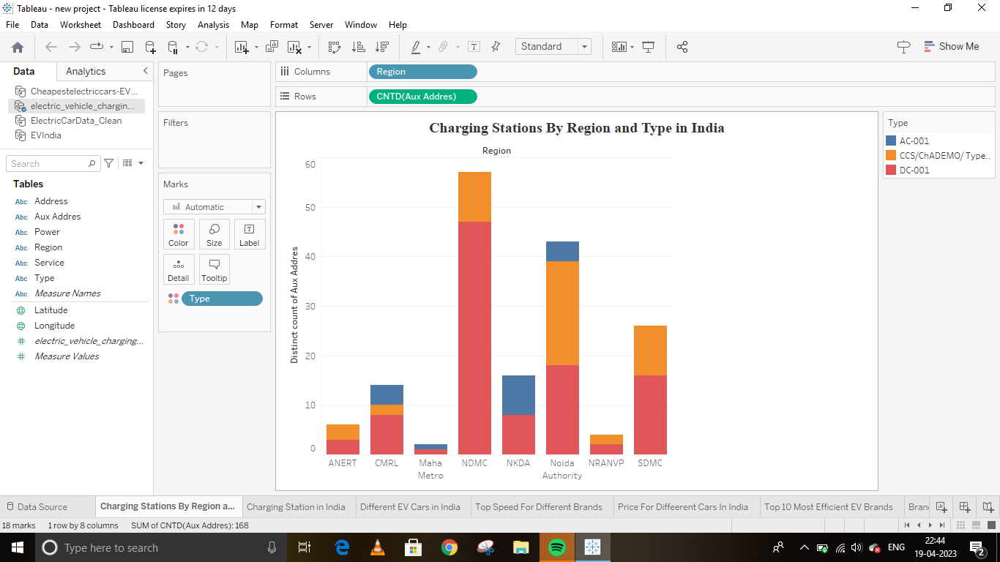 Tableau - new project - Tableau license expires in 12 days
File Data Worksheet Dashboard Story Analysis Map Format Server Window Help
Standard
Show Me
Data Analytics
Cheapestelectriccars-EV...
electric_vehicle_chargin...
ElectricCarData_Clean
EVIndia
Search
Tables
Abc Address
Abc Aux Addres
Abc Power
Abc Region
Abc Service
Abc Type
Abc Measure Names
Latitude
Longitude
# electric_vehicle_charging...
# Measure Values
Pages
Filters
Marks
Automatic
Color Size Label
Detail Tooltip
Type
Columns Region
Rows CNTD(Aux Addres)
Charging Stations By Region and Type in India
Region
Distinct count of Aux Addres
60
50
40
30
20
10
0
ANERT CMRL Maha Metro NDMC NKDA Noida Authority NRANVP SDMC
Type
AC-001
CCS/ChADEMO/ Type..
DC-001
Data Source Charging Stations By Region a... Charging Station in India Different EV Cars in India Top Speed For Different Brands Price For Diffeerent Cars In India Top 10 Most Efficient EV Brands Bran
18 marks 1 row by 8 columns SUM of CNTD(Aux Addres): 168
Type here to search
ENG
22:44
19-04-2023
2